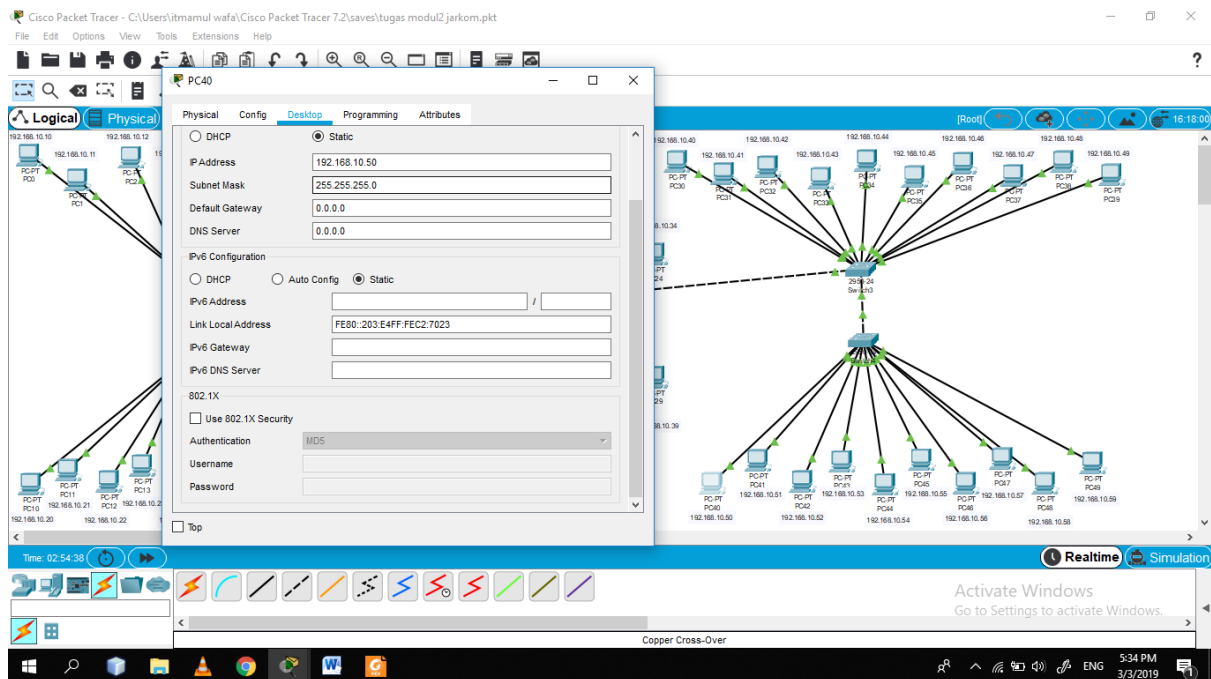 Cisco Packet Tracer - C:\Users\itmamul wafa\Cisco Packet Tracer 7.2\saves\tugas modul2 jarkom.pkt
File Edit Options View Tools Extensions Help
?
PC40
Logical Physical
[Root] 16:18:00
Physical Config Desktop Programming Attributes
DHCP Static
IP Address 192.168.10.50
Subnet Mask 255.255.255.0
Default Gateway 0.0.0.0
DNS Server 0.0.0.0
IPv6 Configuration
DHCP Auto Config Static
IPv6 Address /
Link Local Address FE80::203:E4FF:FEC2:7023
IPv6 Gateway
IPv6 DNS Server
802.1X
Use 802.1X Security
Authentication MD5
Username
Password
Top
192.168.10.10 192.168.10.12
192.168.10.11
PC-PT
PC0
PC-PT
PC1
PC-PT
PC2
192.168.10.40 192.168.10.42 192.168.10.44 192.168.10.46 192.168.10.48
192.168.10.41 192.168.10.43 192.168.10.45 192.168.10.47 192.168.10.49
PC-PT
PC30
PC-PT
PC31
PC-PT
PC32
PC-PT
PC33
PC-PT
PC34
PC-PT
PC35
PC-PT
PC36
PC-PT
PC37
PC-PT
PC38
PC-PT
PC39
2950-24
Switch3
PC-PT
PC10
PC-PT
PC11
PC-PT
PC12
PC-PT
PC13
192.168.10.21
192.168.10.20 192.168.10.22
PC-PT
PC40
PC-PT
PC41
PC-PT
PC42
PC-PT
PC43
PC-PT
PC44
PC-PT
PC45
PC-PT
PC46
PC-PT
PC47
PC-PT
PC48
PC-PT
PC49
192.168.10.51 192.168.10.53 192.168.10.55 192.168.10.57 192.168.10.59
192.168.10.50 192.168.10.52 192.168.10.54 192.168.10.56 192.168.10.58
Time: 02:54:38
Realtime Simulation
Activate Windows
Go to Settings to activate Windows.
Copper Cross-Over
ENG
5:34 PM
3/3/2019